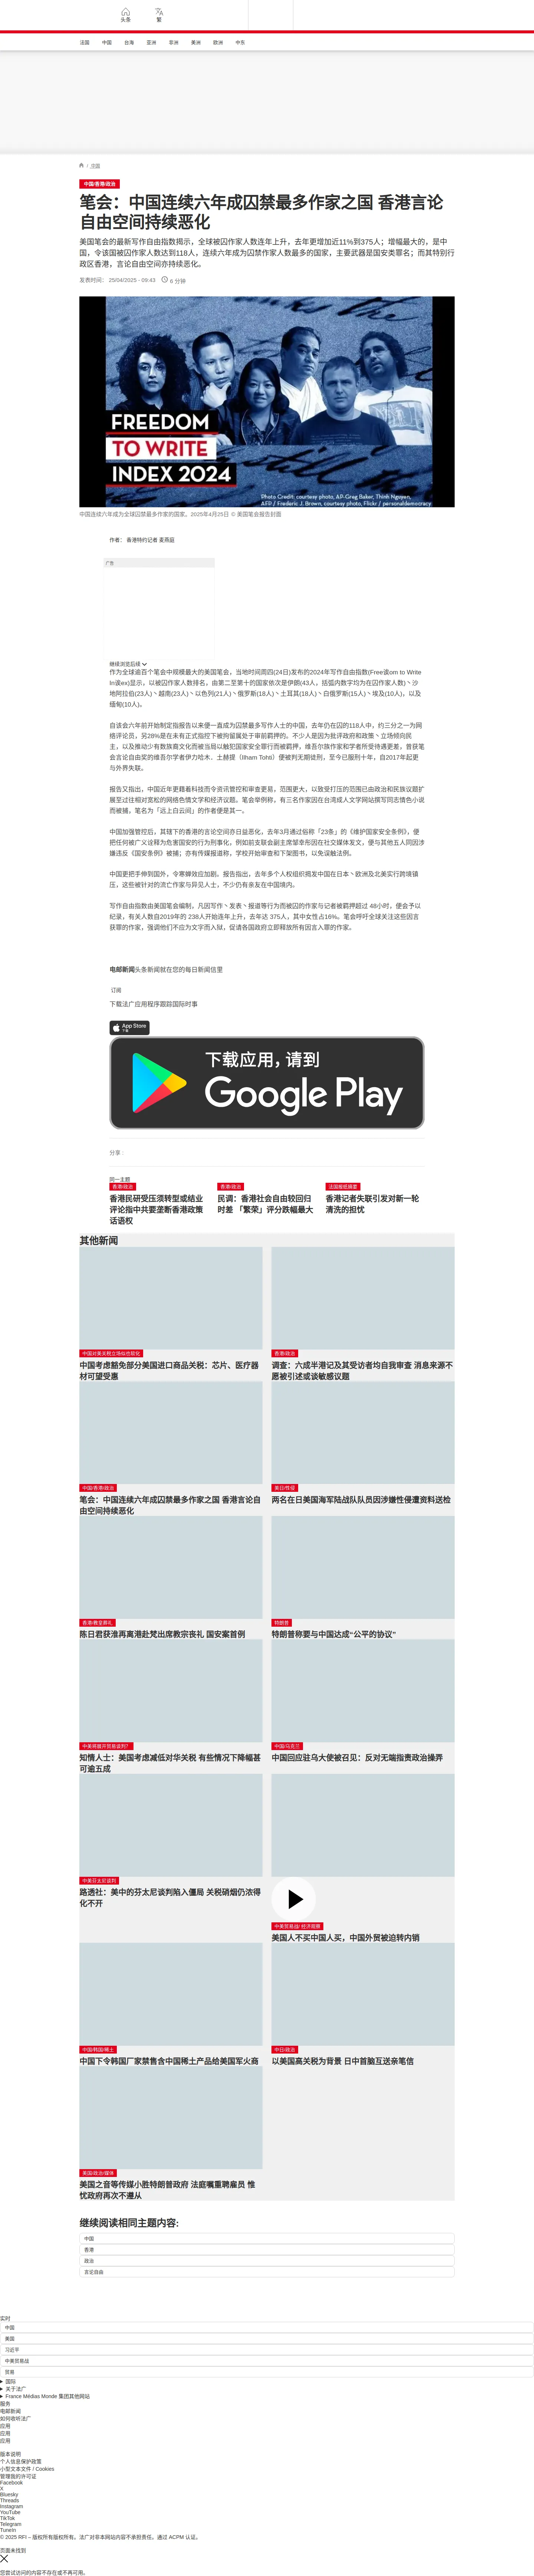 头条
繁
法国
中国
台海
亚洲
非洲
美洲
欧洲
中东
/ 中国
中国/香港/政治
笔会：中国连续六年成囚禁最多作家之国 香港言论
自由空间持续恶化
美国笔会的最新写作自由指数揭示，全球被囚作家人数连年上升，去年更增加近11%到375人；增幅最大的，是中
国，令该国被囚作家人数达到118人，连续六年成为囚禁作家人数最多的国家，主要武器是国安类罪名；而其特别行
政区香港，言论自由空间亦持续恶化。
发表时间： 25/04/2025 - 09:43
6 分钟
FREEDOM
TO WRITE
INDEX 2024
Photo Credit: courtesy photo, AP-Greg Baker, Thinh Nguyen,
AFP / Frederic J. Brown, courtesy photo, Flickr / personaldemocracy
中国连续六年成为全球囚禁最多作家的国家。2025年4月25日 © 美国笔会报告封面
作者： 香港特约记者 麦燕庭
广告
继续浏览后续
作为全球逾百个笔会中规模最大的美国笔会，当地时间周四(24日)发布的2024年写作自由指数(Free读om to Write
In读ex)显示，以被囚作家人数排名，由第二至第十的国家依次是伊朗(43人，括弧内数字均为在囚作家人数)丶沙
地阿拉伯(23人)丶越南(23人)丶以色列(21人)丶俄罗斯(18人)丶土耳其(18人)丶白俄罗斯(15人)丶埃及(10人)，以及
缅甸(10人)。
自该会六年前开始制定指报告以来便一直成为囚禁最多写作人士的中国，去年仍在囚的118人中，约三分之一为网
络评论员，另28%是在未有正式指控下被拘留属处于审前羁押的。不少人是因为批评政府和政策丶立场倾向民
主，以及推动少有数族裔文化而被当局以触犯国家安全罪行而被羁押，维吾尔族作家和学者所受待遇更差，曾获笔
会言论自由奖的维吾尔学者伊力哈木．土赫提（Ilham Tohti）便被判无期徒刑，至今已服刑十年，自2017年起更
与外界失联。
报告又指出，中国近年更藉着科技而令资讯管控和审查更易，范围更大，以致受打压的范围已由政治和民族议题扩
展至过往相对宽松的网络色情文学和经济议题。笔会举例称，有三名作家因在台湾成人文学网站撰写同志情色小说
而被捕，笔名为「远上白云间」的作者便是其一。
中国加强管控后，其辖下的香港的言论空间亦日益恶化，去年3月通过俗称「23条」的《维护国家安全条例》，便
把任何被广义诠释为危害国安的行为刑事化，例如前支联会副主席邹幸彤因在社交媒体发文，便与其他五人同因涉
嫌违反《国安条例》被捕；亦有传媒报道称，学校开始审查和下架图书，以免误触法例。
中国更把手伸到国外，令寒蝉效应加剧。报告指出，去年多个人权组织揭发中国在日本丶欧洲及北美实行跨境镇
压，这些被针对的流亡作家与异见人士，不少仍有亲友在中国境内。
写作自由指数由美国笔会编制，凡因写作丶发表丶报道等行为而被囚的作家与记者被羁押超过 48小时，便会予以
纪录，有关人数自2019年的 238人开始连年上升，去年达 375人，其中女性占16%。笔会呼吁全球关注这些因言
获罪的作家，强调他们不应为文字而入狱，促请各国政府立即释放所有因言入罪的作家。
电邮新闻头条新闻就在您的每日新闻信里
订阅
下载法广应用程序跟踪国际时事
App Store
下载
下载应用，请到
Google Play
分享 :
同一主题
香港/政治
香港民研受压须转型或结业
评论指中共要垄断香港政策
话语权
香港/政治
民调：香港社会自由较回归
时差 「繁荣」评分跌幅最大
法国报纸摘要
香港记者失联引发对新一轮
清洗的担忧
其他新闻
中国对美关税立场似也软化
中国考虑豁免部分美国进口商品关税：芯片、医疗器
材可望受惠
香港/政治
调查：六成半港记及其受访者均自我审查 消息来源不
愿被引述或谈敏感议题
中国/香港/政治
笔会：中国连续六年成囚禁最多作家之国 香港言论自
由空间持续恶化
美日/性侵
两名在日美国海军陆战队队员因涉嫌性侵遭资料送检
香港/教皇葬礼
陈日君获淮再离港赴梵出席教宗丧礼 国安案首例
特朗普
特朗普称要与中国达成“公平的协议”
中美将展开贸易谈判？
知情人士：美国考虑减低对华关税 有些情况下降幅甚
可逾五成
中国/乌克兰
中国回应驻乌大使被召见：反对无端指责政治操弄
中美芬太尼谈判
路透社：美中的芬太尼谈判陷入僵局 关税硝烟仍浓得
化不开
中美贸易战/ 经济观察
美国人不买中国人买，中国外贸被迫转内销
中国/韩国/稀土
中国下令韩国厂家禁售含中国稀土产品给美国军火商
中日/政治
以美国高关税为背景 日中首脑互送亲笔信
美国/政治/媒体
美国之音等传媒小胜特朗普政府 法庭嘱重聘雇员 惟
忧政府再次不遵从
继续阅读相同主题内容:
中国
香港
政治
言论自由
实时
中国
美国
习近平
中美贸易战
贸易
国际
关于法广
France Médias Monde 集团其他网站
服务
电邮新闻
如何收听法广
应用
应用
应用
版本说明
个人信息保护政策
小型文本文件 / Cookies
管理我的许可证
Facebook
X
Bluesky
Threads
Instagram
YouTube
TikTok
Telegram
TuneIn
© 2025 RFI – 版权所有版权所有。法广对非本网站内容不承担责任。通过 ACPM 认证。
页面未找到
您尝试访问的内容不存在或不再可用。